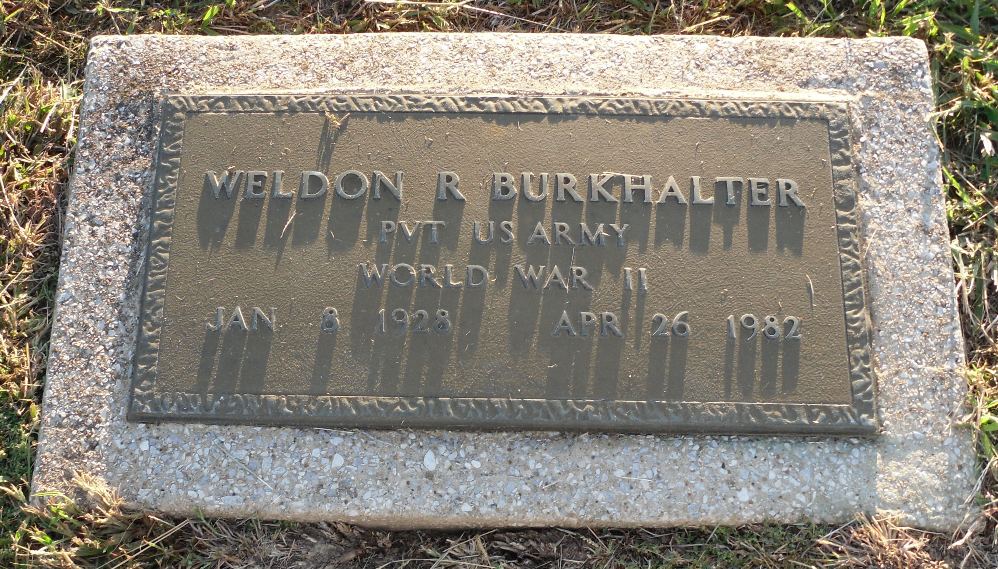 WELDON R BURKHALTER
PVT US ARMY
WORLD WAR II
JAN 8 1928 APR 26 1982